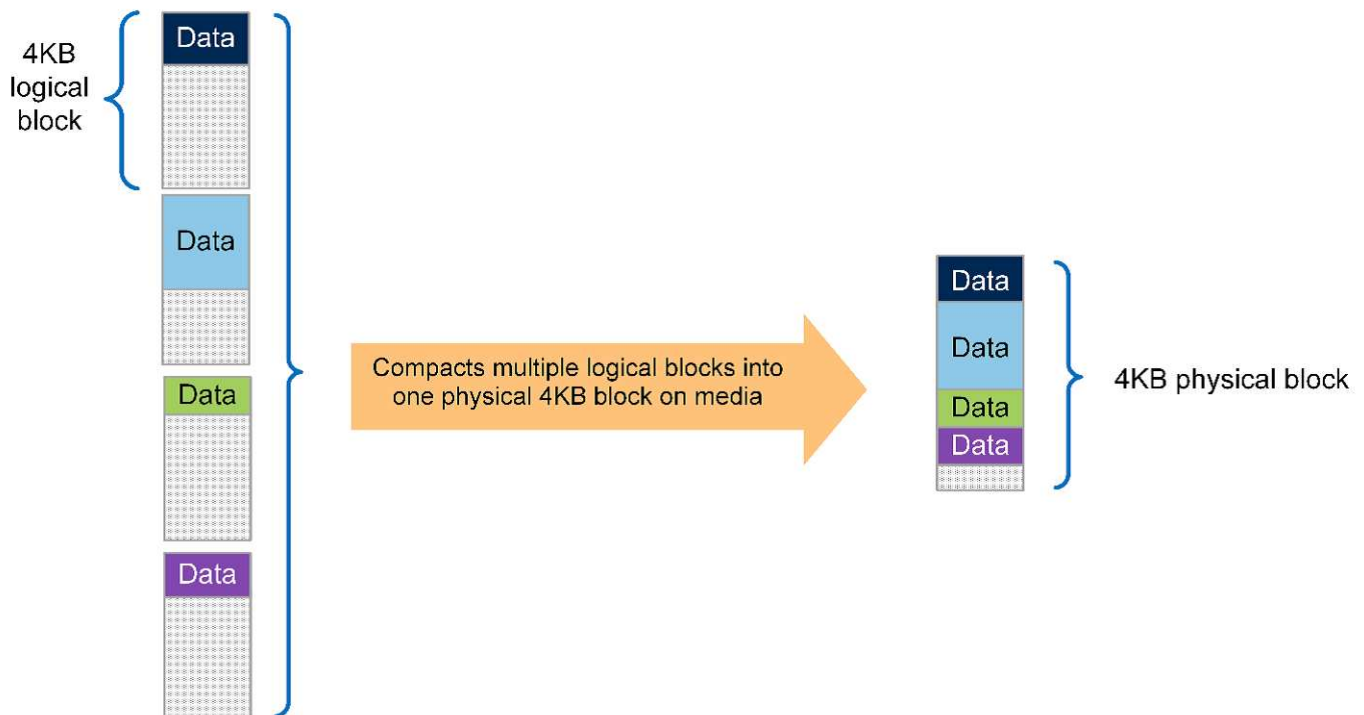 Data
4KB
logical
block
Data
Data
Data
Compacts multiple logical blocks into
one physical 4KB block on media
Data
Data
Data
Data
4KB physical block